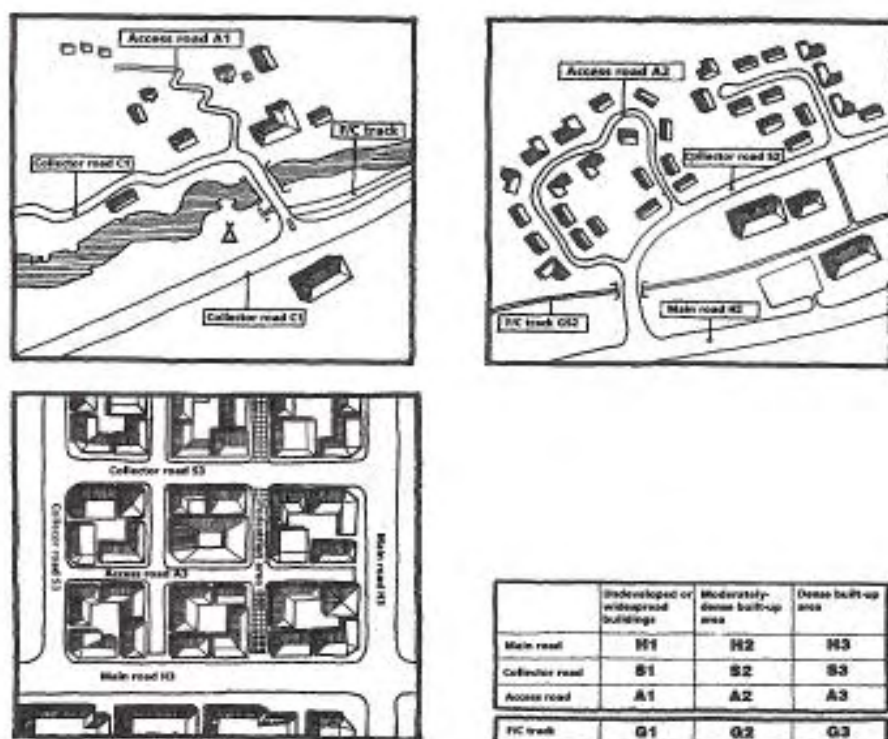 Access road A1
F/C track
Collector road C1
Collector road C1
Access road A2
Collector road S2
F/C track GS2
Main road H2
Collector road S3
Collector road S3
Access road A3
Main road H3
Main road H3
Undeveloped or widespread buildings
Moderately-dense built-up area
Dense built-up area
Main road H1 H2 H3
Collector road S1 S2 S3
Access road A1 A2 A3
F/C track G1 G2 G3